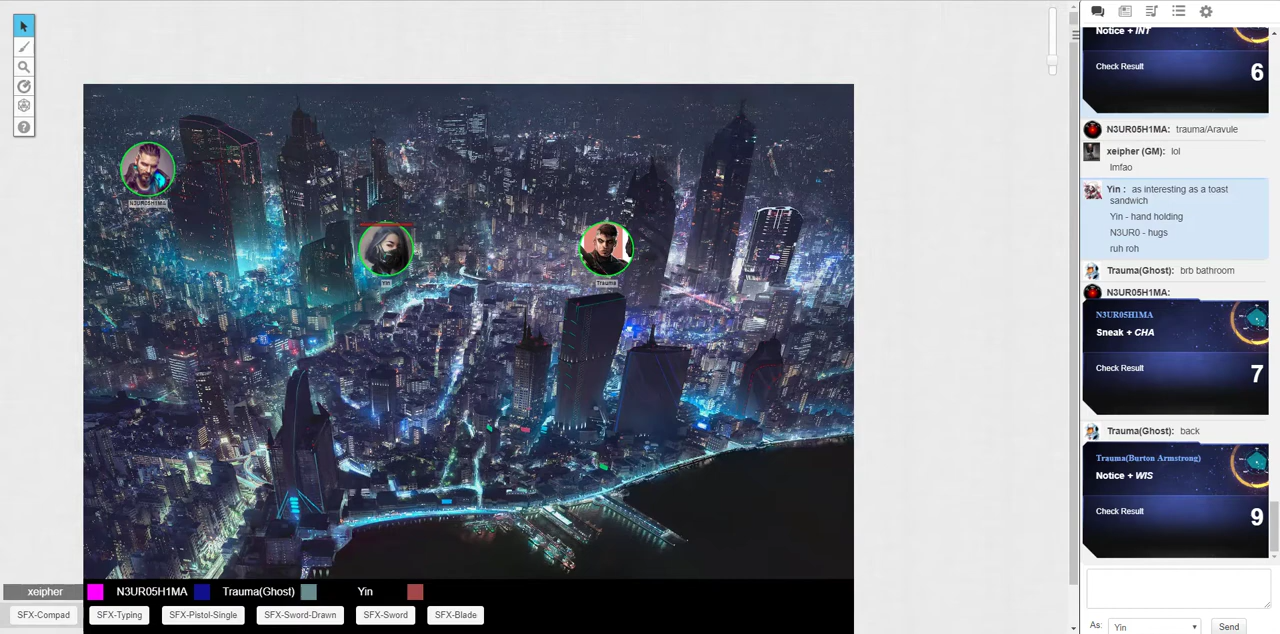 N3UR05H1MA
Yin
Trauma
xeipher
N3UR05H1MA
Trauma(Ghost)
Yin
SFX-Compad
SFX-Typing
SFX-Pistol-Single
SFX-Sword-Drawn
SFX-Sword
SFX-Blade
Notice + INT
Check Result
6
N3UR05H1MA: trauma/Aravule
xeipher (GM): lol
lmfao
Yin : as interesting as a toast
sandwich
Yin - hand holding
N3UR0 - hugs
ruh roh
Trauma(Ghost): brb bathroom
N3UR05H1MA:
N3UR05H1MA
Sneak + CHA
Check Result
7
Trauma(Ghost): back
Trauma(Burton Armstrong)
Notice + WIS
Check Result
9
As: Yin
Send